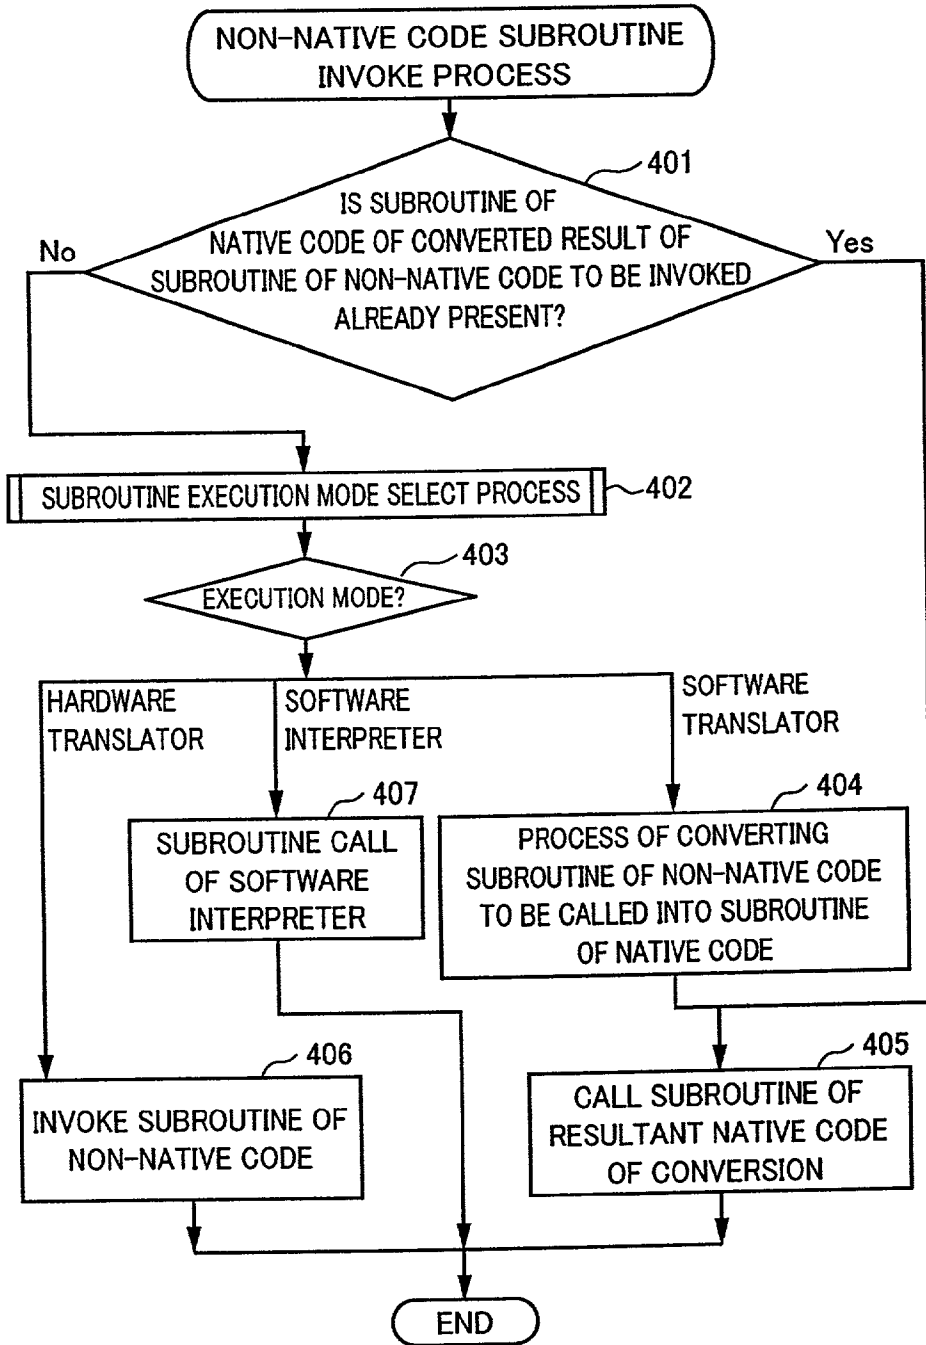 NON-NATIVE CODE SUBROUTINE
INVOKE PROCESS
401
IS SUBROUTINE OF
NATIVE CODE OF CONVERTED RESULT OF
SUBROUTINE OF NON-NATIVE CODE TO BE INVOKED
ALREADY PRESENT?
No
Yes
SUBROUTINE EXECUTION MODE SELECT PROCESS
402
403
EXECUTION MODE?
HARDWARE
TRANSLATOR
SOFTWARE
INTERPRETER
SOFTWARE
TRANSLATOR
407
SUBROUTINE CALL
OF SOFTWARE
INTERPRETER
404
PROCESS OF CONVERTING
SUBROUTINE OF NON-NATIVE CODE
TO BE CALLED INTO SUBROUTINE
OF NATIVE CODE
406
INVOKE SUBROUTINE OF
NON-NATIVE CODE
405
CALL SUBROUTINE OF
RESULTANT NATIVE CODE
OF CONVERSION
END